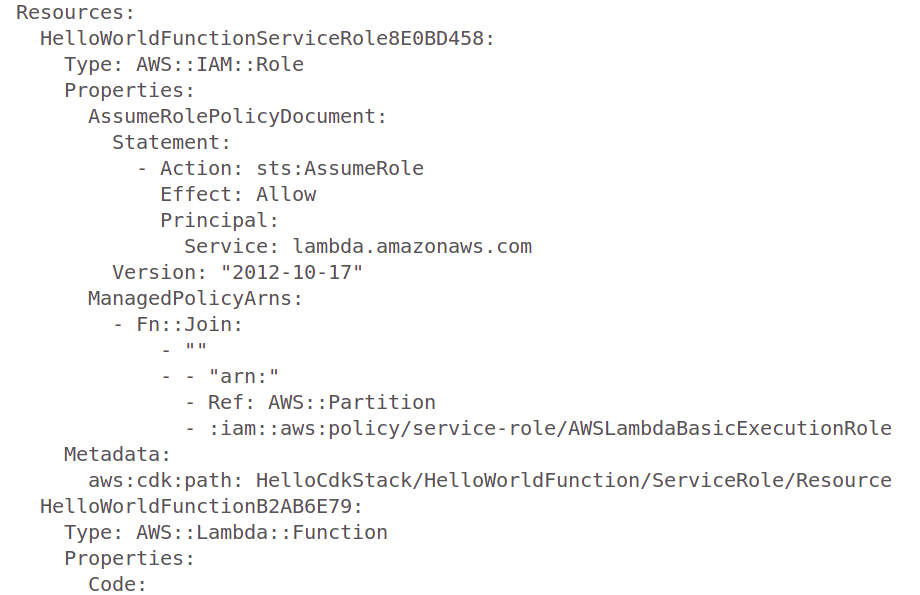 Resources:
  HelloWorldFunctionServiceRole8E0BD458:
    Type: AWS::IAM::Role
    Properties:
      AssumeRolePolicyDocument:
        Statement:
          - Action: sts:AssumeRole
            Effect: Allow
            Principal:
              Service: lambda.amazonaws.com
        Version: "2012-10-17"
      ManagedPolicyArns:
        - Fn::Join:
            - ""
            - - "arn:"
              - Ref: AWS::Partition
              - :iam::aws:policy/service-role/AWSLambdaBasicExecutionRole
    Metadata:
      aws:cdk:path: HelloCdkStack/HelloWorldFunction/ServiceRole/Resource
  HelloWorldFunctionB2AB6E79:
    Type: AWS::Lambda::Function
    Properties:
      Code: